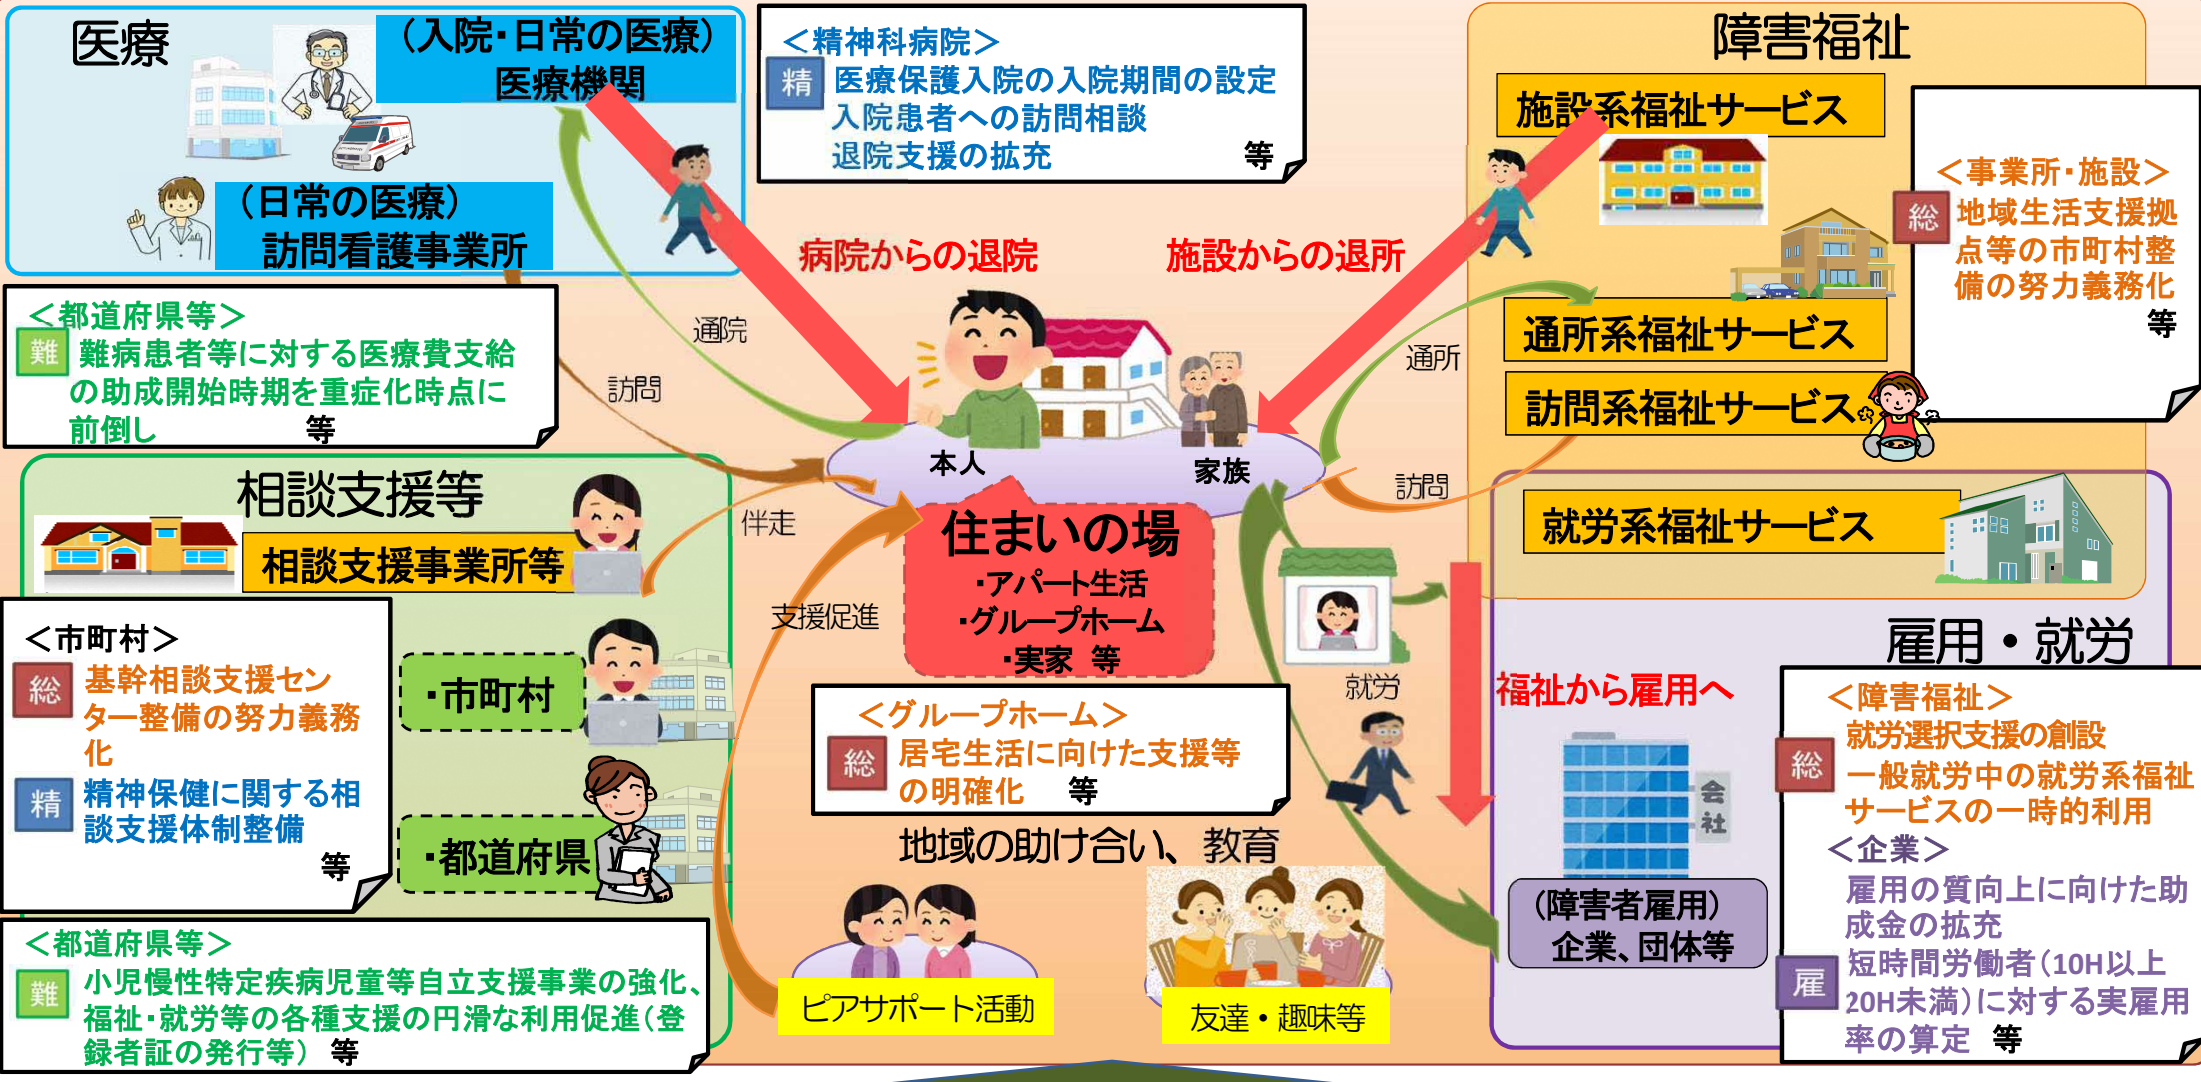 医療
（入院・日常の医療）
医療機関
（日常の医療）
訪問看護事業所
＜精神科病院＞
精
医療保護入院の入院期間の設定
入院患者への訪問相談
退院支援の拡充
等
障害福祉
施設系福祉サービス
＜事業所・施設＞
総
地域生活支援拠
点等の市町村整
備の努力義務化
等
通所系福祉サービス
訪問系福祉サービス
就労系福祉サービス
病院からの退院
施設からの退所
通院
訪問
通所
訪問
＜都道府県等＞
難
難病患者等に対する医療費支給
の助成開始時期を重症化時点に
前倒し 等
本人
家族
住まいの場
・アパート生活
・グループホーム
・実家 等
相談支援等
相談支援事業所等
伴走
支援促進
＜市町村＞
総
基幹相談支援セン
ター整備の努力義務
化
精
精神保健に関する相
談支援体制整備
等
・市町村
・都道府県
＜都道府県等＞
難
小児慢性特定疾病児童等自立支援事業の強化、
福祉・就労等の各種支援の円滑な利用促進（登
録者証の発行等） 等
＜グループホーム＞
総
居宅生活に向けた支援等
の明確化 等
地域の助け合い、教育
ピアサポート活動
友達・趣味等
就労
福祉から雇用へ
雇用・就労
会
社
（障害者雇用）
企業、団体等
＜障害福祉＞
総
就労選択支援の創設
一般就労中の就労系福祉
サービスの一時的利用
＜企業＞
雇用の質向上に向けた助
成金の拡充
雇
短時間労働者（10H以上
20H未満）に対する実雇用
率の算定 等